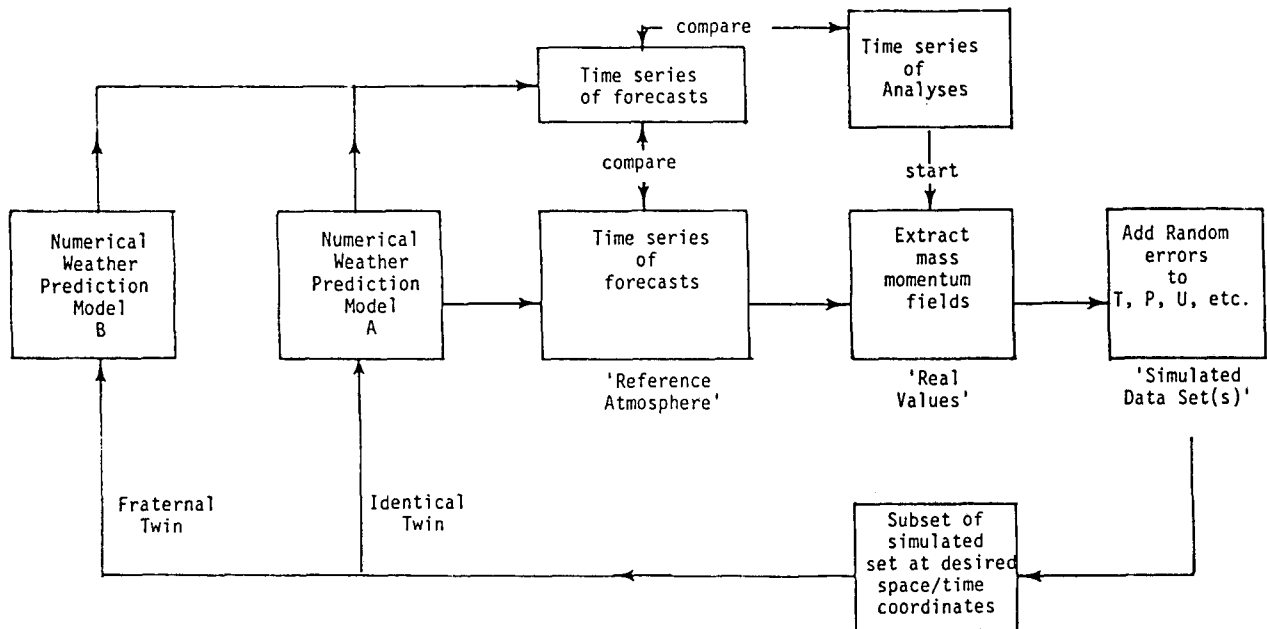 compare
Time series
of
Analyses
Time series
of forecasts
compare
start
Numerical
Weather
Prediction
Model
B
Numerical
Weather
Prediction
Model
A
Time series
of
forecasts
Extract
mass
momentum
fields
Add Random
errors
to
T, P, U, etc.
'Reference
Atmosphere'
'Real
Values'
'Simulated
Data Set(s)'
Fraternal
Twin
Identical
Twin
Subset of
simulated
set at desired
space/time
coordinates